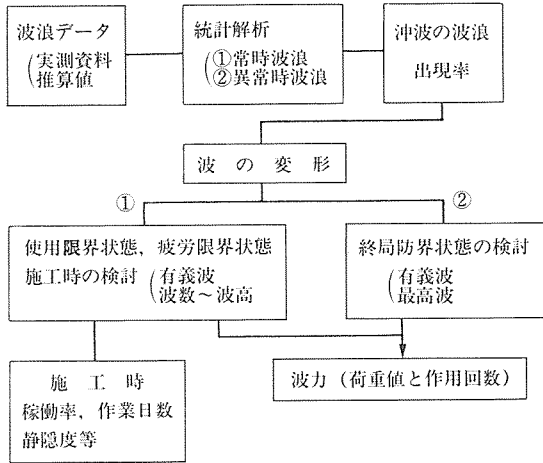 波浪データ
(実測資料
推算値
統計解析
(①常時波浪
②異常時波浪
沖波の波浪
出現率
波の変形
①
②
使用限界状態，疲労限界状態
施工時の検討(有義波
波数～波高
終局防界状態の検討
(有義波
最高波
施工時
稼働率、作業日数
静隠度等
波力（荷重値と作用回数）